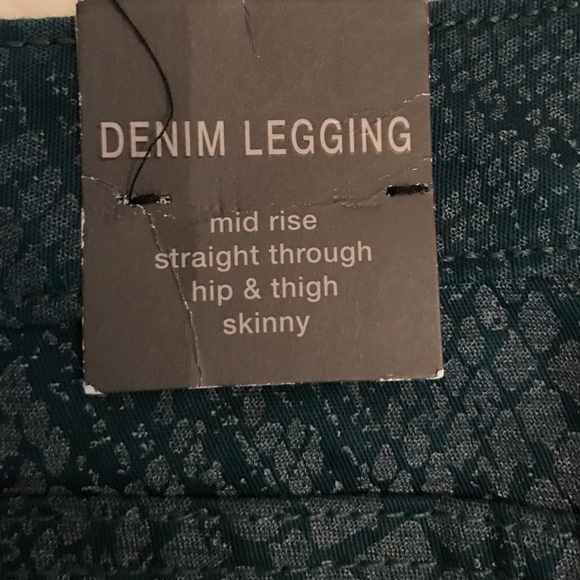 DENIM LEGGING
mid rise
straight through
hip & thigh
skinny